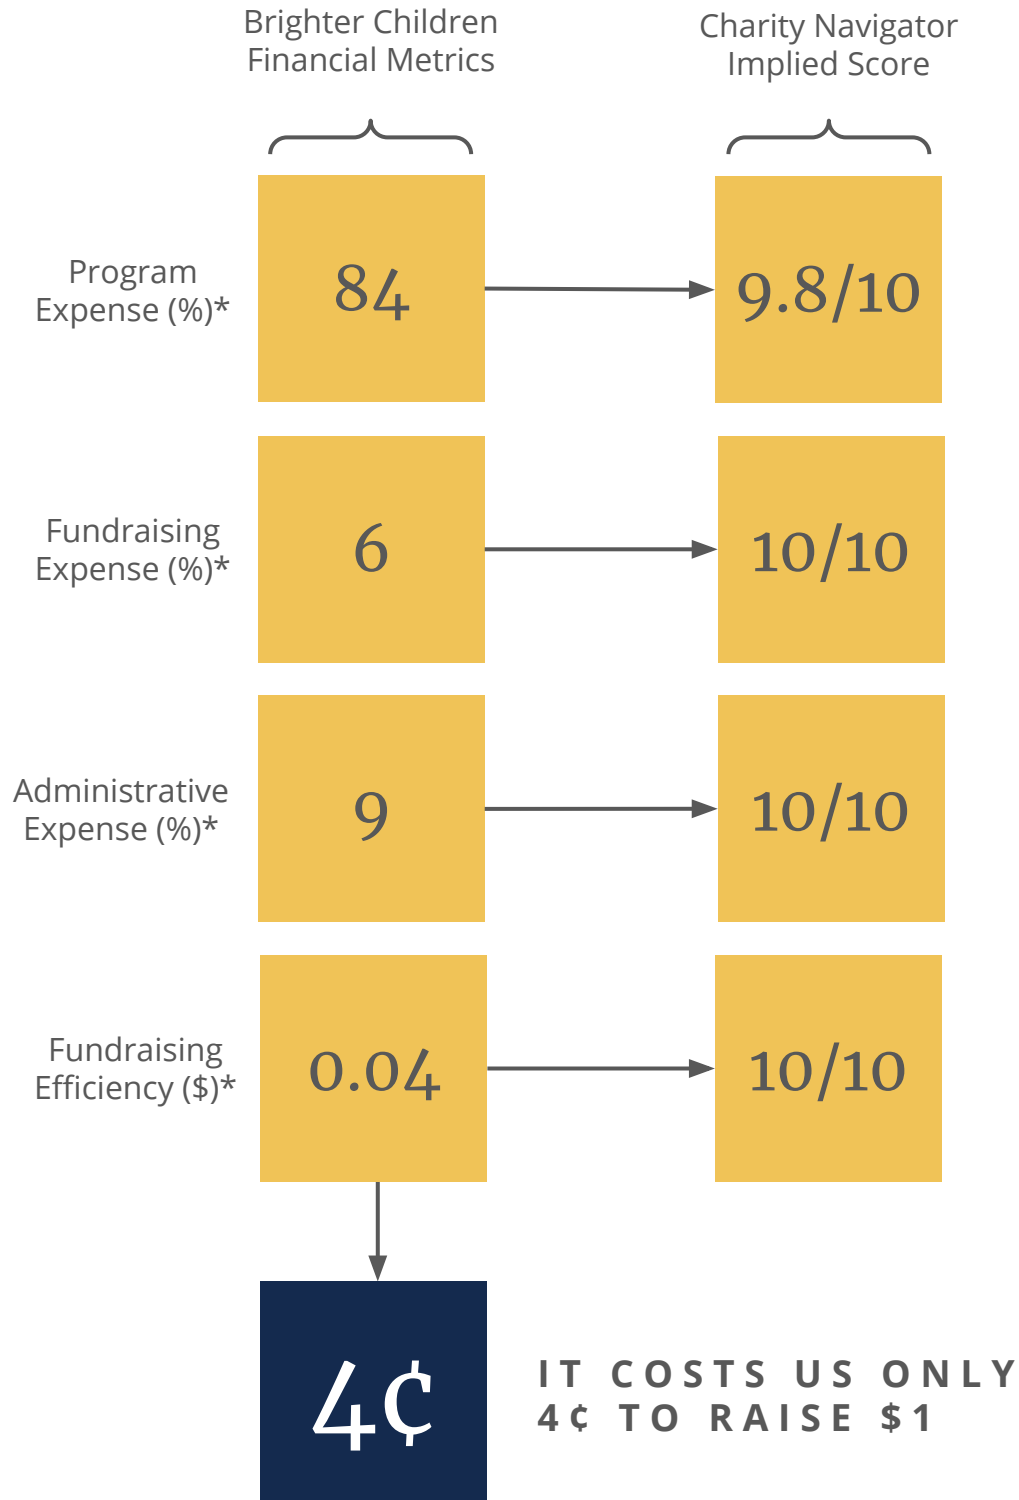 Brighter Children
Financial Metrics
Charity Navigator
Implied Score
Program
Expense (%)*
84
9.8/10
Fundraising
Expense (%)*
6
10/10
Administrative
Expense (%)*
9
10/10
Fundraising
Efficiency ($)*
0.04
10/10
4¢
IT COSTS US ONLY
4¢ TO RAISE $1